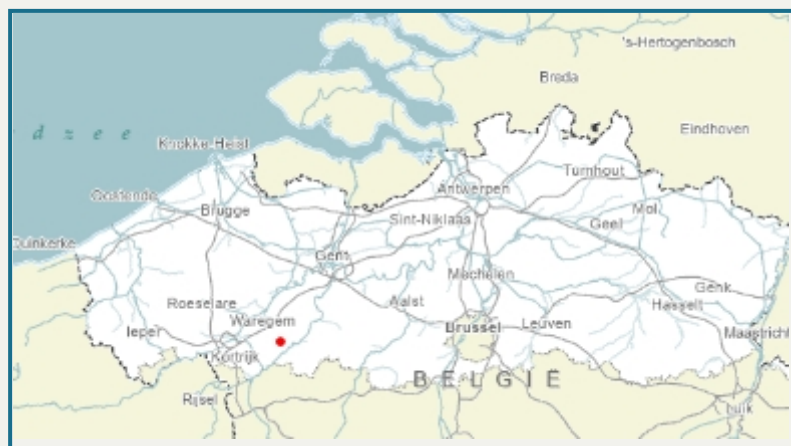 's-Hertogenbosch
Breda
d z e e
Eindhoven
Knokke-Heist
Turnhout
Oostende
Antwerpen
Mol
Brugge
Sint-Niklaas
Geel
Duinkerke
Gent
Mechelen
Genk
Roeselare
Aalst
Hasselt
Waregem
Ieper
Brussel
Leuven
Maastricht
Kortrijk
BELGIË
Rijsel
Luik